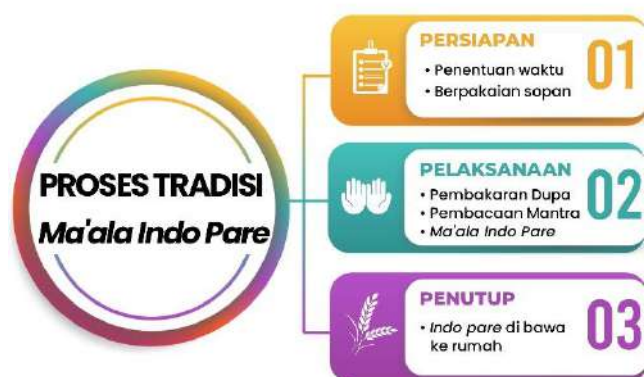 PROSES TRADISI
Ma'ala Indo Pare
PERSIAPAN
• Penentuan waktu
• Berpakaian sopan
01
PELAKSANAAN
• Pembakaran Dupa
• Pembacaan Mantra
• Ma'ala Indo Pare
02
PENUTUP
• Indo pare di bawa
ke rumah
03